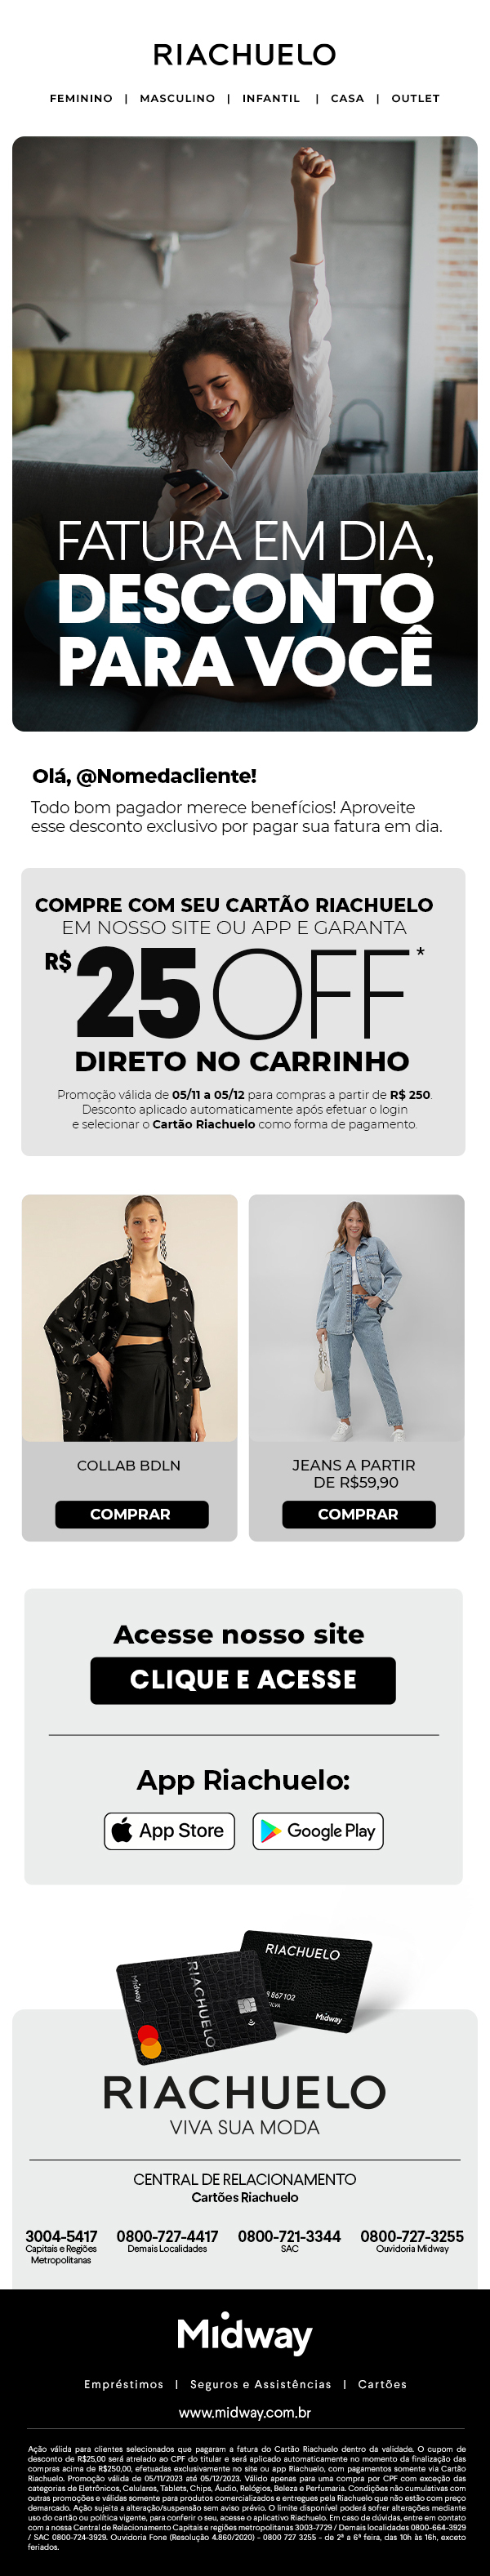 RIACHUELO
FEMININO | MASCULINO | INFANTIL | CASA | OUTLET
FATURA EM DIA,
DESCONTO
PARA VOCÊ
Olá, @Nomedacliente!
Todo bom pagador merece benefícios! Aproveite
esse desconto exclusivo por pagar sua fatura em dia.
COMPRE COM SEU CARTÃO RIACHUELO
EM NOSSO SITE OU APP E GARANTA
R$ 25 OFF*
DIRETO NO CARRINHO
Promoção válida de 05/11 a 05/12 para compras a partir de R$ 250.
Desconto aplicado automaticamente após efetuar o login
e selecionar o Cartão Riachuelo como forma de pagamento.
COLLAB BDLN
COMPRAR
JEANS A PARTIR
DE R$59,90
COMPRAR
Acesse nosso site
CLIQUE E ACESSE
App Riachuelo:
App Store
Google Play
RIACHUELO
867102
Midway
Midway
RIACHUELO
RIACHUELO
VIVA SUA MODA
CENTRAL DE RELACIONAMENTO
Cartões Riachuelo
3004-5417 0800-727-4417 0800-721-3344 0800-727-3255
Capitais e Regiões Demais Localidades SAC Ouvidoria Midway
Metropolitanas
Midway
Empréstimos | Seguros e Assistências | Cartões
www.midway.com.br
Ação válida para clientes selecionados que pagaram a fatura do Cartão Riachuelo dentro da validade. O cupom de
desconto de R$25,00 será atrelado ao CPF do titular e será aplicado automaticamente no momento da finalização das
compras acima de R$250,00, efetuadas exclusivamente no site ou app Riachuelo, com pagamentos somente via Cartão
Riachuelo. Promoção válida de 05/11/2023 até 05/12/2023. Válido apenas para uma compra por CPF com exceção das
categorias de Eletrônicos, Celulares, Tablets, Chips, Áudio, Relógios, Beleza e Perfumaria. Condições não cumulativas com
outras promoções e válidas somente para produtos comercializados e entregues pela Riachuelo que não estão com preço
demarcado. Ação sujeita a alteração/suspensão sem aviso prévio. O limite disponível poderá sofrer alterações mediante
uso do cartão ou política vigente, para conferir o seu, acesse o aplicativo Riachuelo. Em caso de dúvidas, entre em contato
com a nossa Central de Relacionamento Capitais e regiões metropolitanas 3003-7729 / Demais localidades 0800-664-3929
/ SAC 0800-724-3929. Ouvidoria Fone (Resolução 4.860/2020) - 0800 727 3255 - de 2ª a 6ª feira, das 10h às 16h, exceto
feriados.